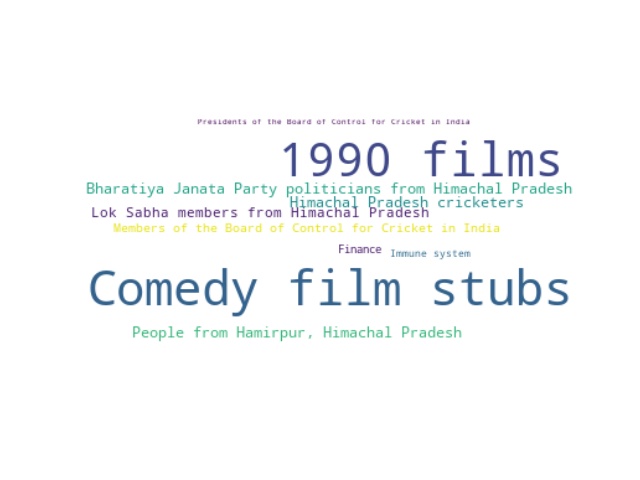 Presidents of the Board of Control for Cricket in India
1990 films
Bharatiya Janata Party politicians from Himachal Pradesh
Himachal Pradesh cricketers
Lok Sabha members from Himachal Pradesh
Members of the Board of Control for Cricket in India
Finance
Immune system
Comedy film stubs
People from Hamirpur, Himachal Pradesh